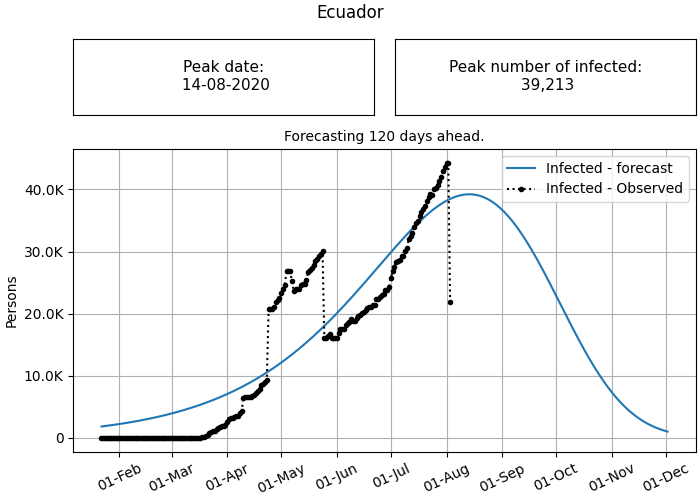 Ecuador
Peak date:
14-08-2020
Peak number of infected:
39,213
Forecasting 120 days ahead.
Infected - forecast
Infected - Observed
Persons
40.0K
30.0K
20.0K
10.0K
0
01-Feb
01-Mar
01-Apr
01-May
01-Jun
01-Jul
01-Aug
01-Sep
01-Oct
01-Nov
01-Dec